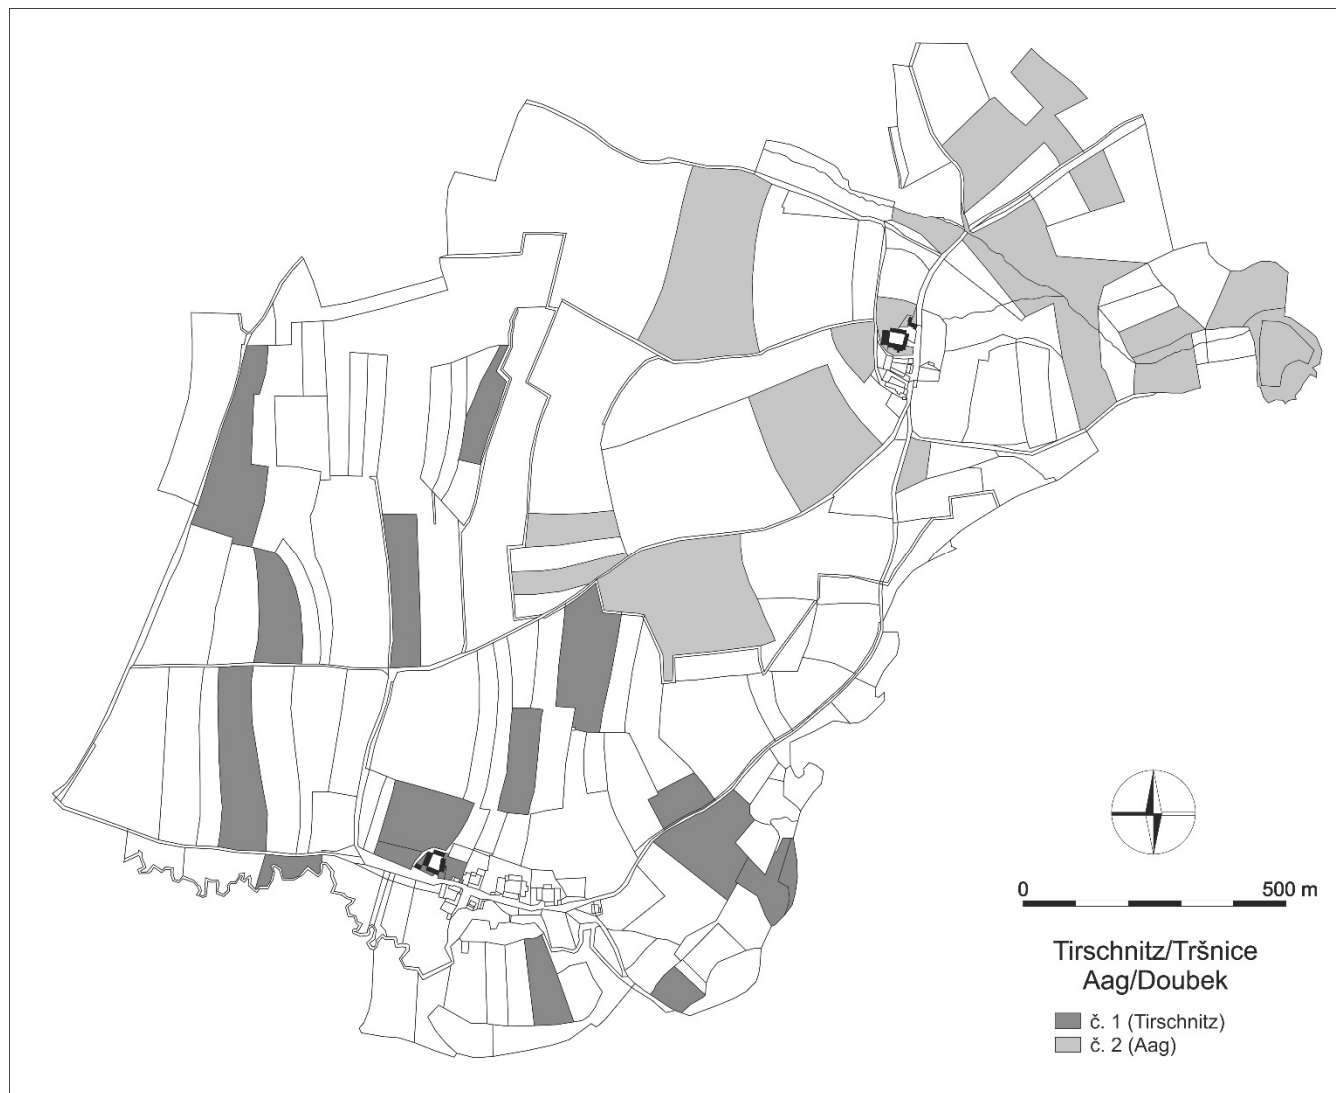 0 500 m
Tirschnitz/Tršnice
Aag/Doubek
č. 1 (Tirschnitz)
č. 2 (Aag)